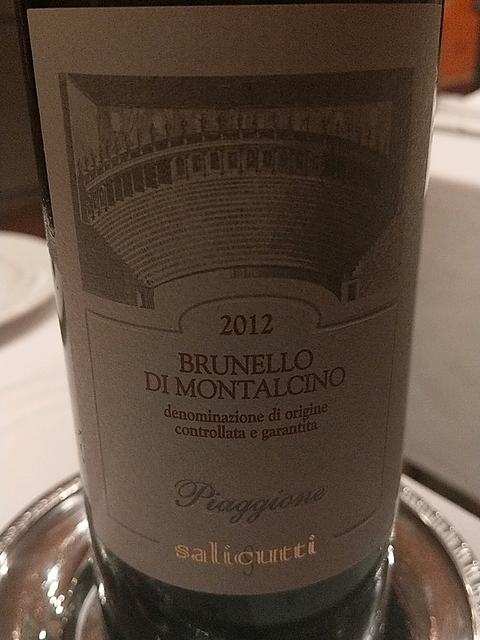 2012
BRUNELLO
DI MONTALCINO
denominazione di origine
controllata e garantita
Piaggione
salicutti